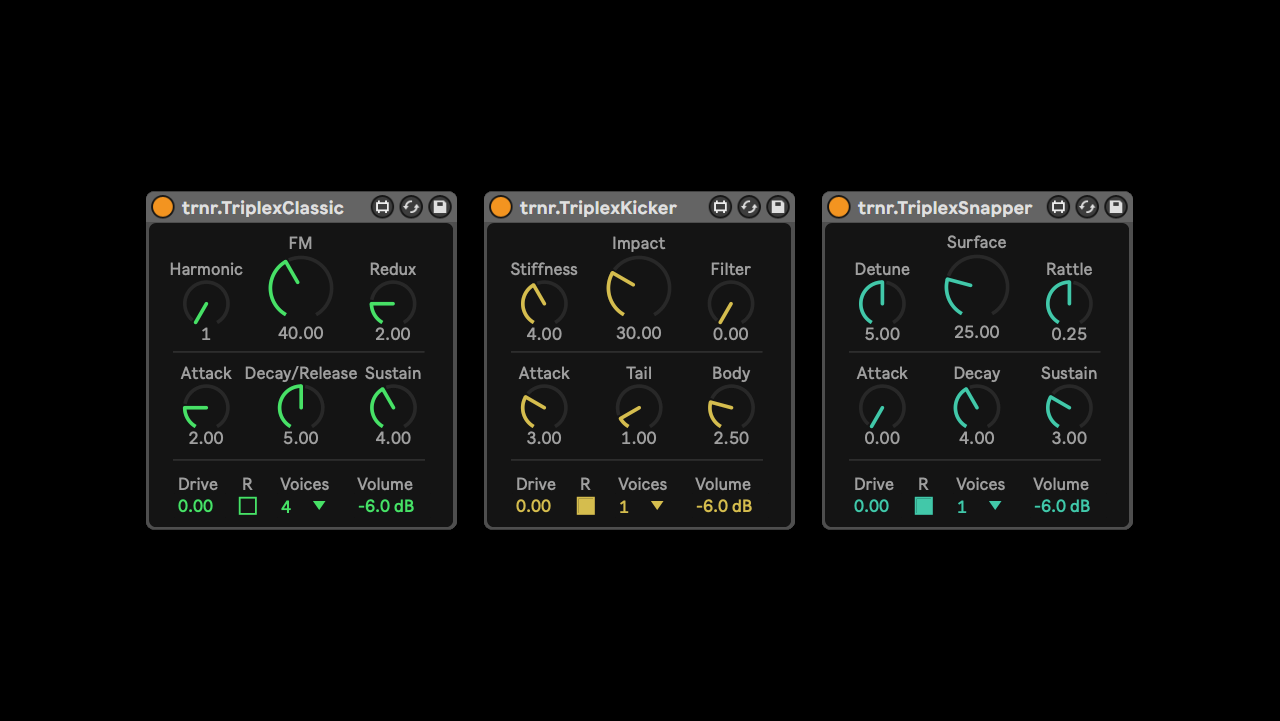 trnr.TriplexClassic
FM
Harmonic
Redux
1
40.00
2.00
Attack
Decay/Release
Sustain
2.00
5.00
4.00
Drive
R
Voices
Volume
0.00
4
-6.0 dB
trnr.TriplexKicker
Impact
Stiffness
Filter
4.00
30.00
0.00
Attack
Tail
Body
3.00
1.00
2.50
Drive
R
Voices
Volume
0.00
1
-6.0 dB
trnr.TriplexSnapper
Surface
Detune
Rattle
5.00
25.00
0.25
Attack
Decay
Sustain
0.00
4.00
3.00
Drive
R
Voices
Volume
0.00
1
-6.0 dB